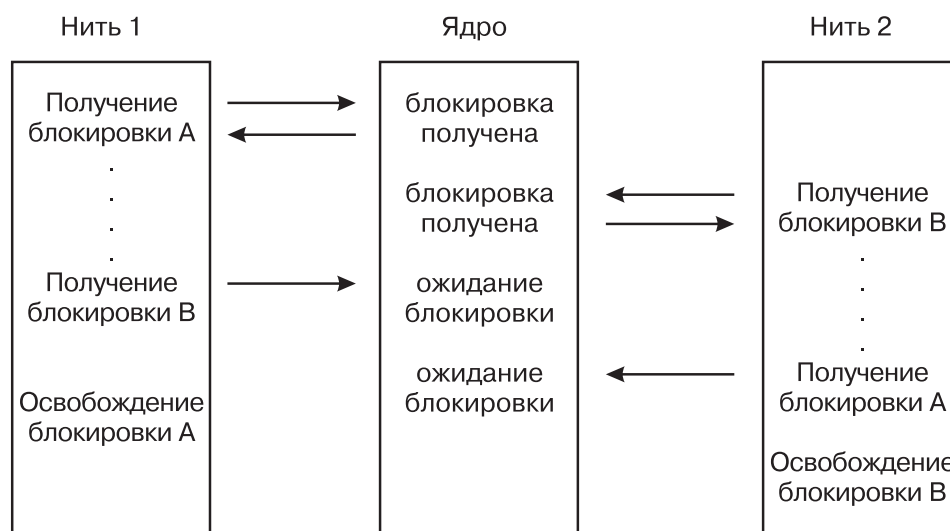 Нить 1
Ядро
Нить 2
Получение
блокировки А
.
.
.
.
Получение
блокировки В
Освобождение
блокировки А
блокировка
получена
блокировка
получена
ожидание
блокировки
ожидание
блокировки
Получение
блокировки В
.
.
.
.
Получение
блокировки А
Освобождение
блокировки В